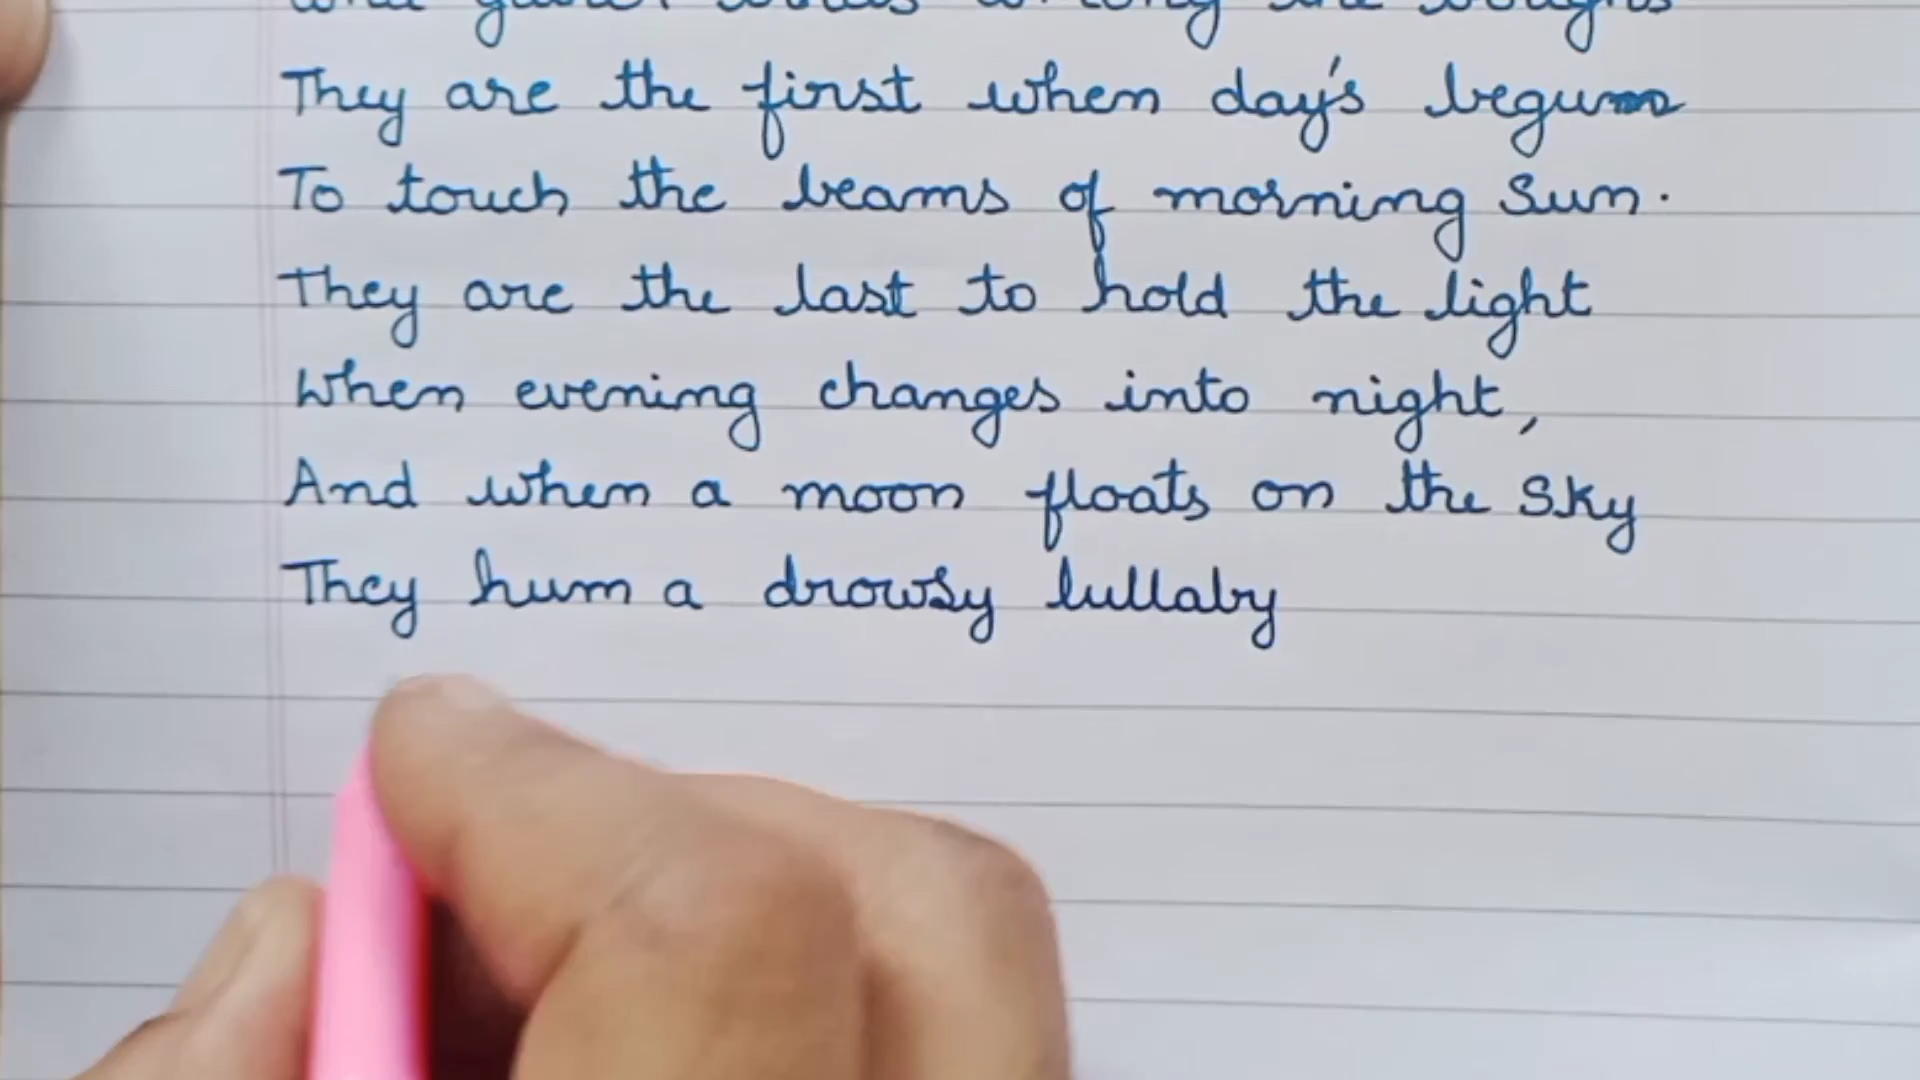 They are the first when day's begun
To touch the beams of morning Sun.
They are the last to hold the light
When evening changes into night,
And when a moon floats on the Sky
They hum a drowsy lullaby